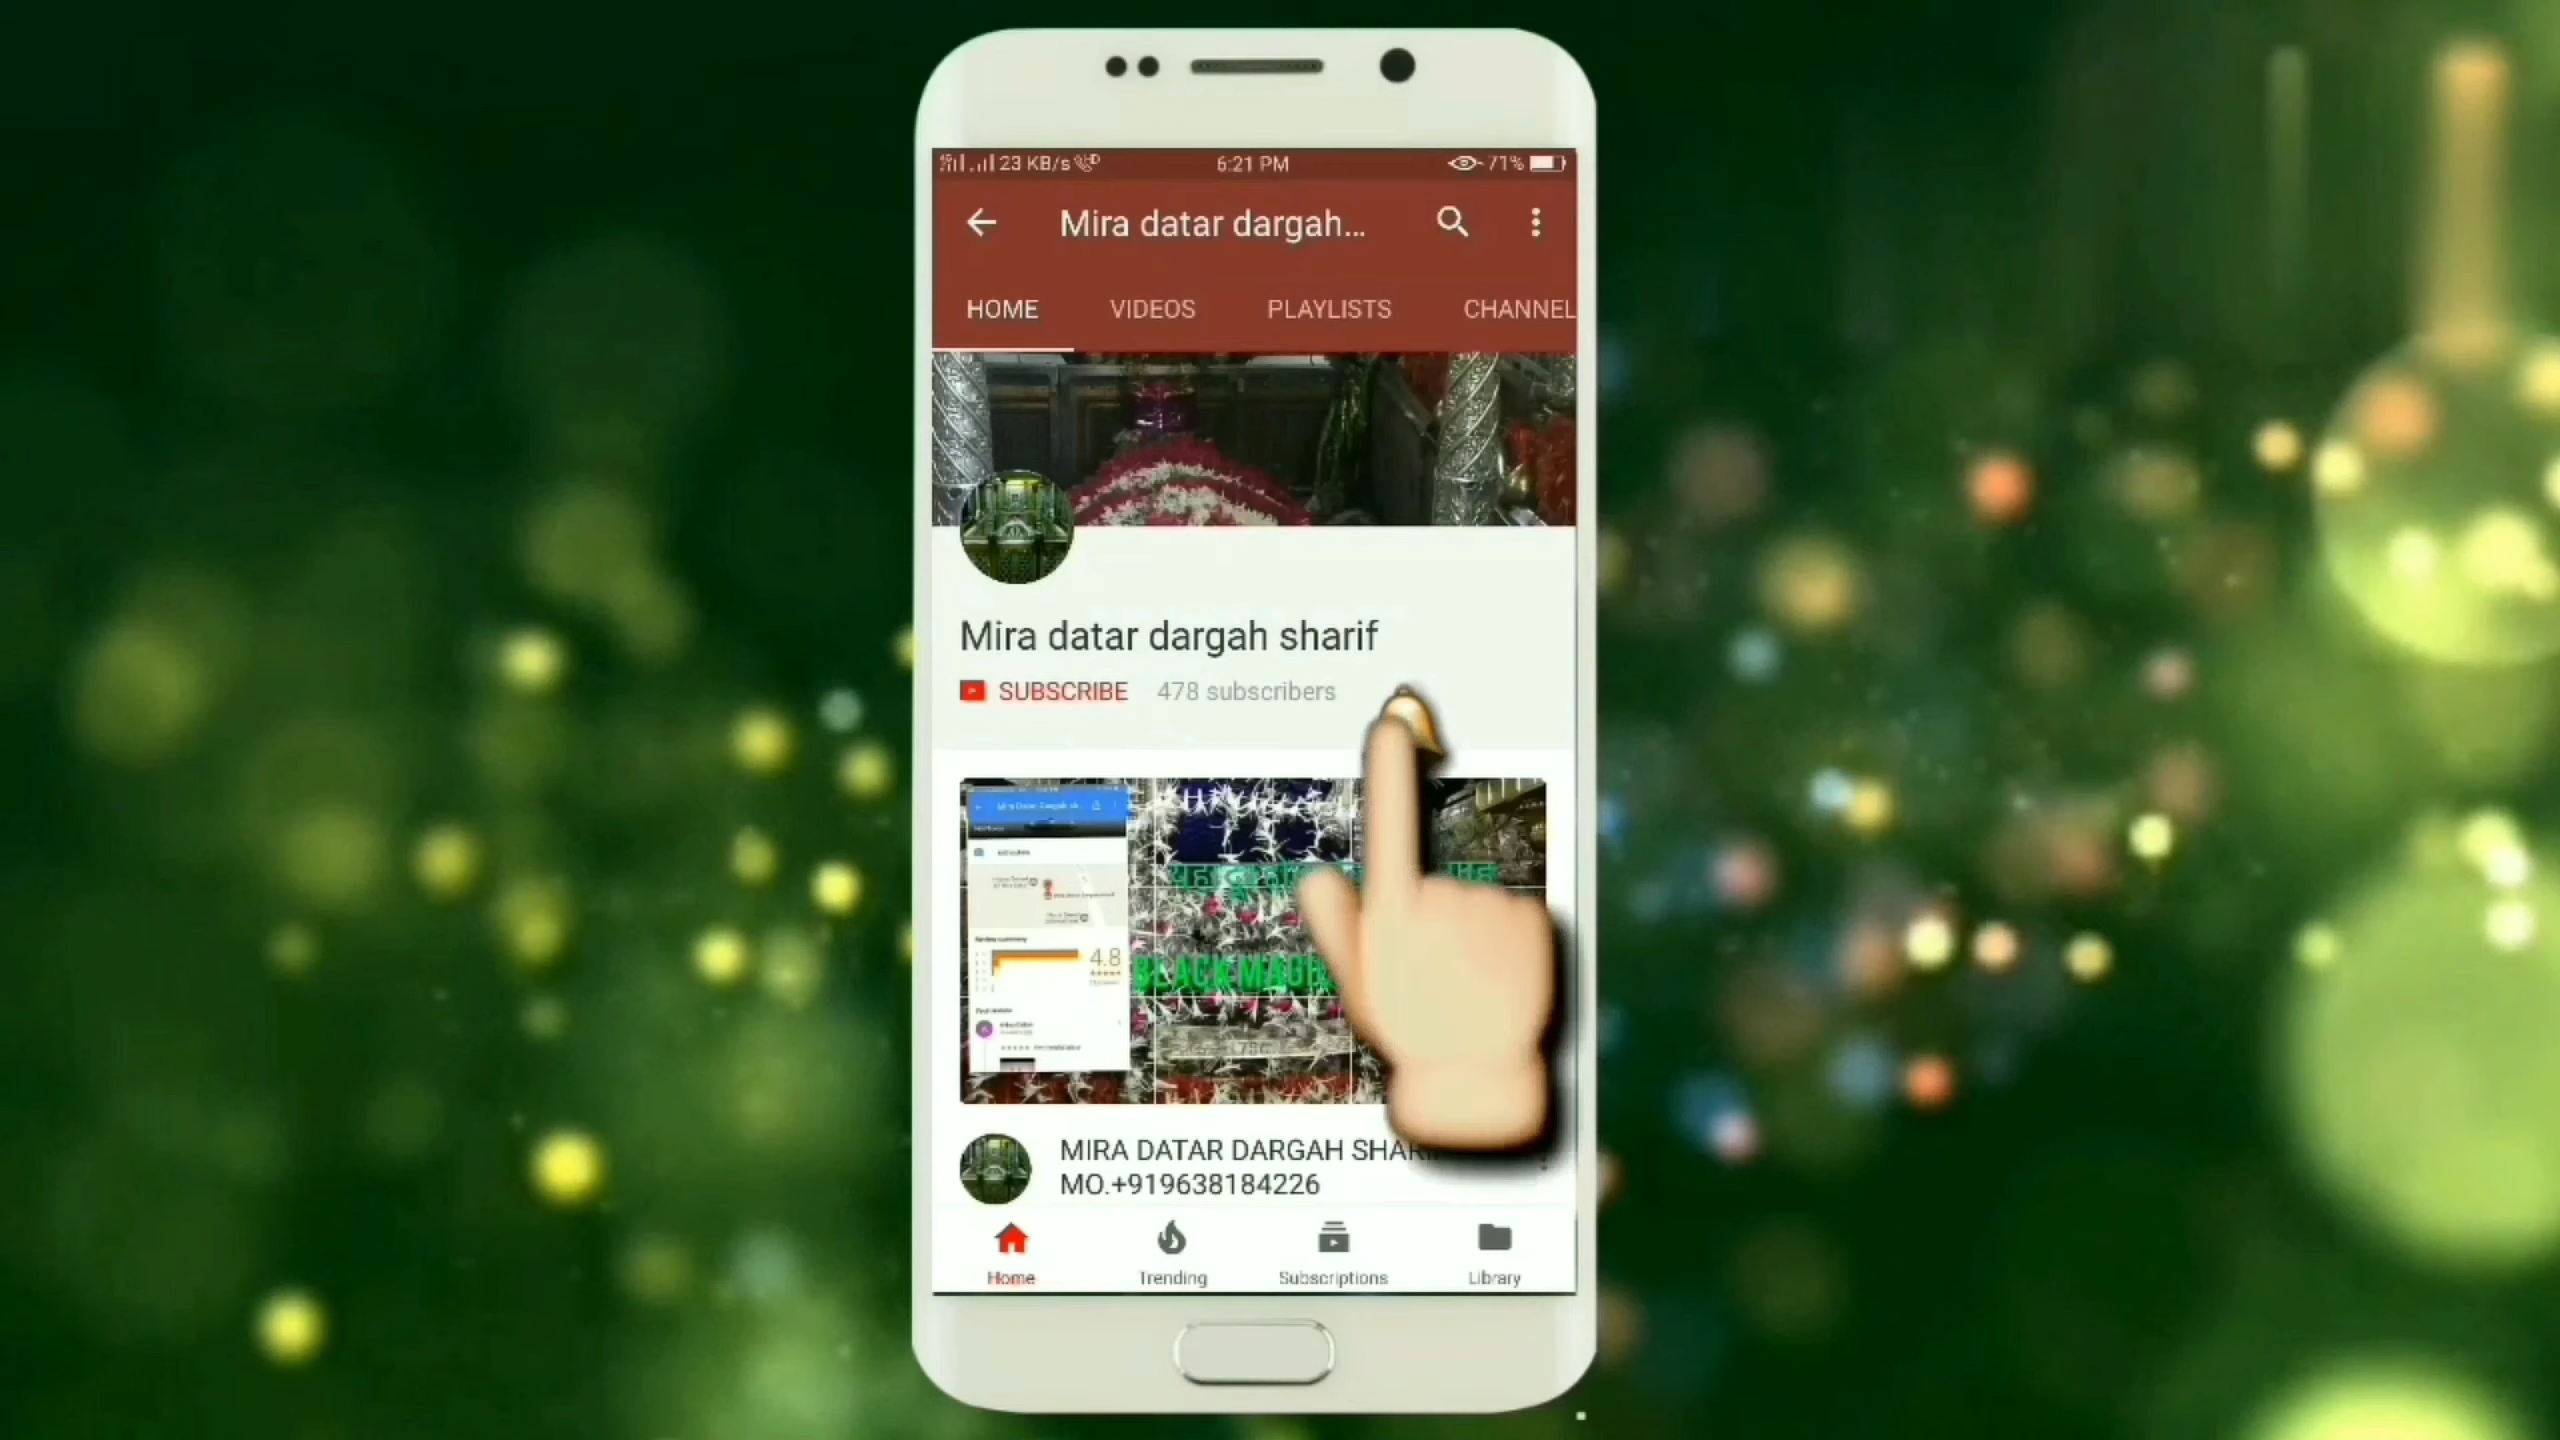 23 KB/s 6:21 PM 71%
Mira datar dargah...
HOME VIDEOS PLAYLISTS CHANNEL
Mira datar dargah sharif
SUBSCRIBE 478 subscribers
4.8
BLACK
MIRA DATAR DARGAH
MO.+919638184226
Home Trending Subscriptions Library